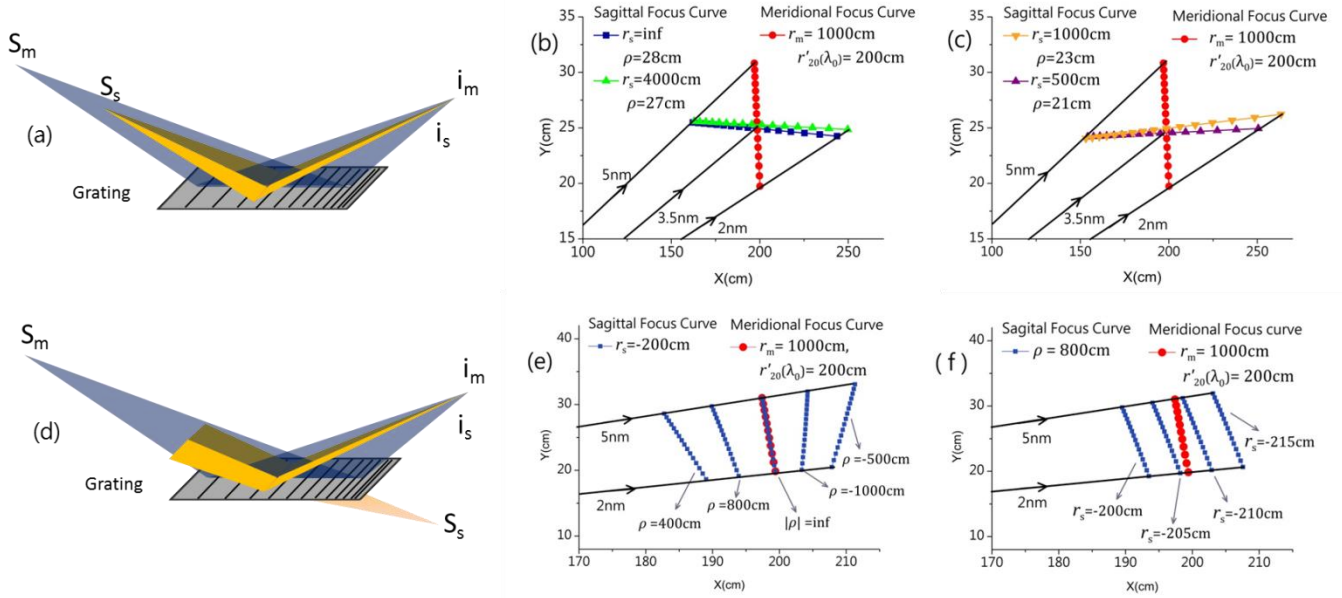 (a)
S_m
S_s
i_m
i_s
Grating
(b)
Sagittal Focus Curve
r_s=inf
ρ=28cm
r_s=4000cm
ρ=27cm
Meridional Focus Curve
r_m= 1000cm
r'_20(λ_0)= 200cm
35
30
25
20
15
Y(cm)
5nm
3.5nm
2nm
100 150 200 250
X(cm)
(c)
Sagittal Focus Curve
r_s=1000cm
ρ=23cm
r_s=500cm
ρ=21cm
Meridional Focus Curve
r_m= 1000cm
r'_20(λ_0)= 200cm
35
30
25
20
15
Y(cm)
5nm
3.5nm
2nm
100 150 200 250
X(cm)
(d)
S_m
i_m
i_s
Grating
S_s
(e)
Sagittal Focus Curve
r_s=-200cm
Meridional Focus Curve
r_m= 1000cm,
r'_20(λ_0)= 200cm
40
30
20
10
Y(cm)
5nm
2nm
ρ =400cm
ρ =800cm
|ρ| =inf
ρ =-1000cm
ρ =-500cm
170 180 190 200 210
X(cm)
(f)
Sagital Focus Curve
ρ = 800cm
Meridional Focus curve
r_m= 1000cm
r'_20(λ_0)= 200cm
40
30
20
10
Y(cm)
5nm
2nm
r_s=-200cm
r_s=-205cm
r_s=-210cm
r_s=-215cm
170 180 190 200 210
X(cm)